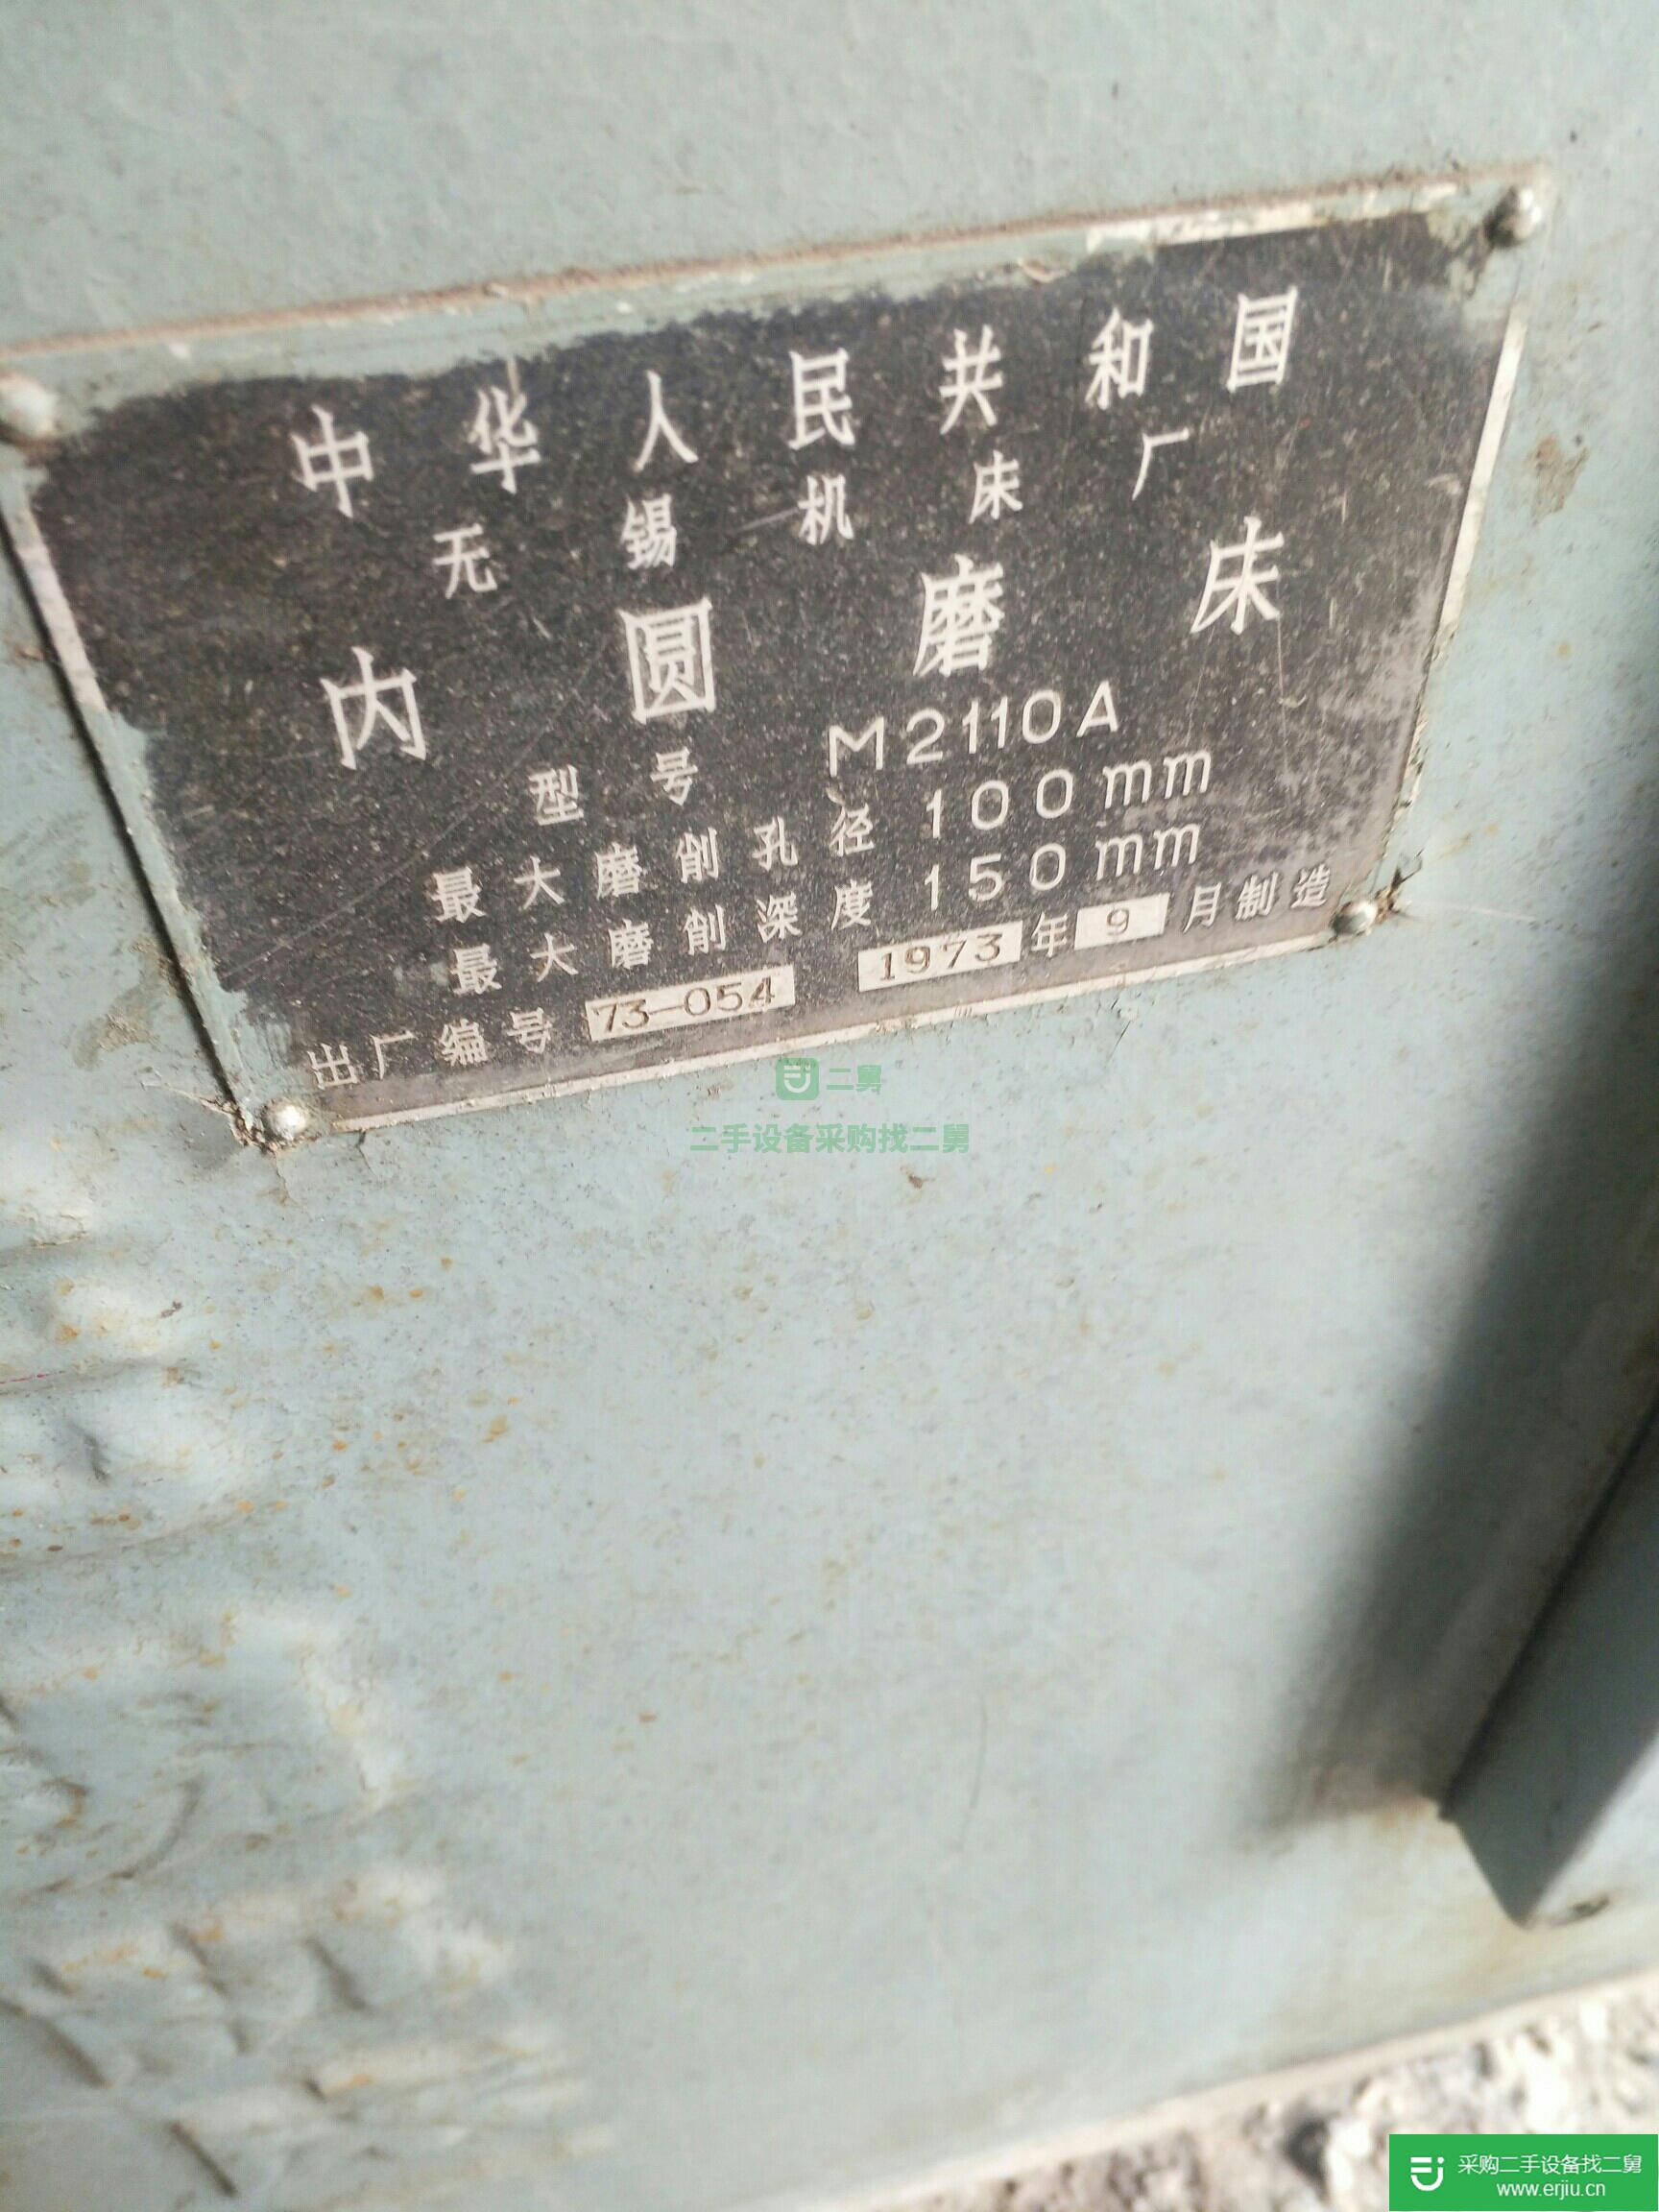 中华人民共和国
无锡机床厂
内圆磨床
型号 M2110A
最大磨削孔径 100mm
最大磨削深度 150mm
出厂编号 73-054 1973年9月制造
二舅
二手设备采购找二舅
采购二手设备找二舅
www.erjiu.cn